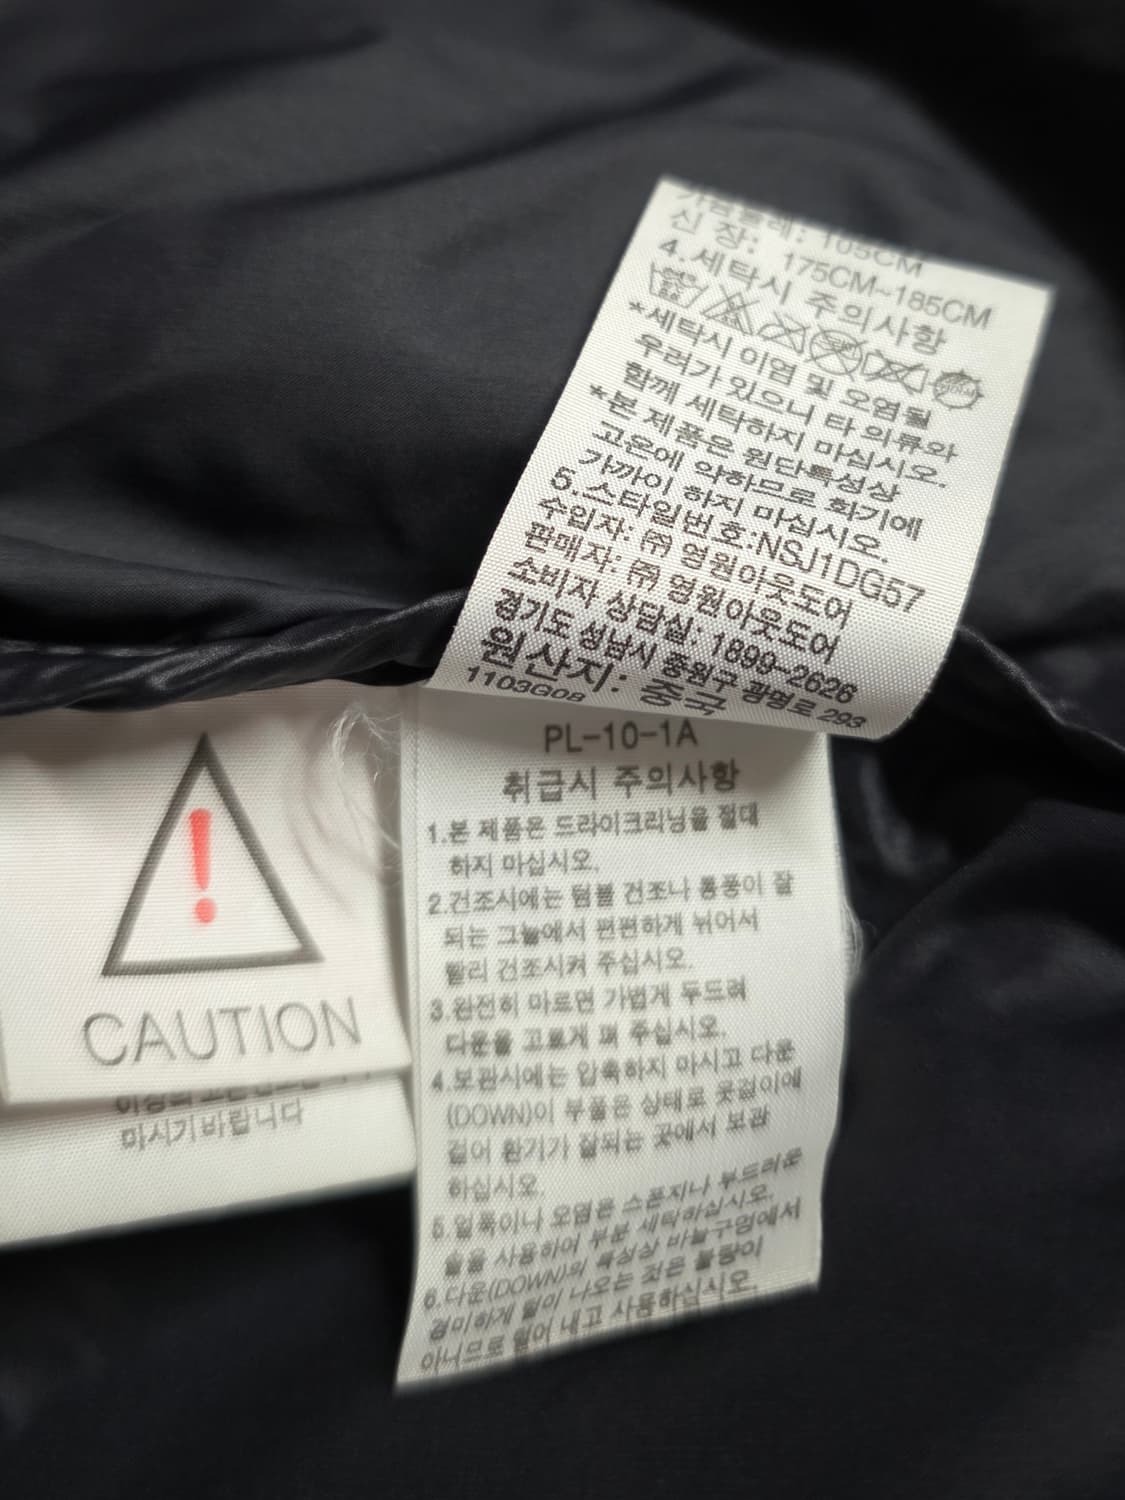 가슴둘레: 105CM
신 장: 175CM~185CM
4.세탁시 주의사항
*세탁시 이염 및 오염될
우려가 있으니 타 의류와
함께 세탁하지 마십시오.
*본 제품은 원단특성상
고온에 약하므로 화기에
가까이 하지 마십시오.
5.스타일번호:NSJ1DG57
수입자: ㈜ 영원아웃도어
판매자: ㈜ 영원아웃도어
소비자 상담실: 1899-2626
경기도 성남시 중원구 광명로 293
원산지: 중국
1103G08
PL-10-1A
취급시 주의사항
1.본 제품은 드라이크리닝을 절대
하지 마십시오.
2.건조시에는 텀블 건조나 통풍이 잘
되는 그늘에서 편편하게 뉘어서
빨리 건조시켜 주십시오.
3.완전히 마르면 가볍게 두드려
다운을 고르게 펴 주십시오.
4.보관시에는 압축하지 마시고 다운
(DOWN)이 부풀은 상태로 옷걸이에
걸어 환기가 잘되는 곳에서 보관
하십시오.
5.얼룩이나 오염은 스폰지나 부드러운
솔을 사용하여 부분 세탁하십시오.
6.다운(DOWN)의 특성상 바늘구멍에서
경미하게 털이 나오는 것은 불량이
아니므로 털어 내고 사용하십시오.
!
CAUTION
마시기바랍니다